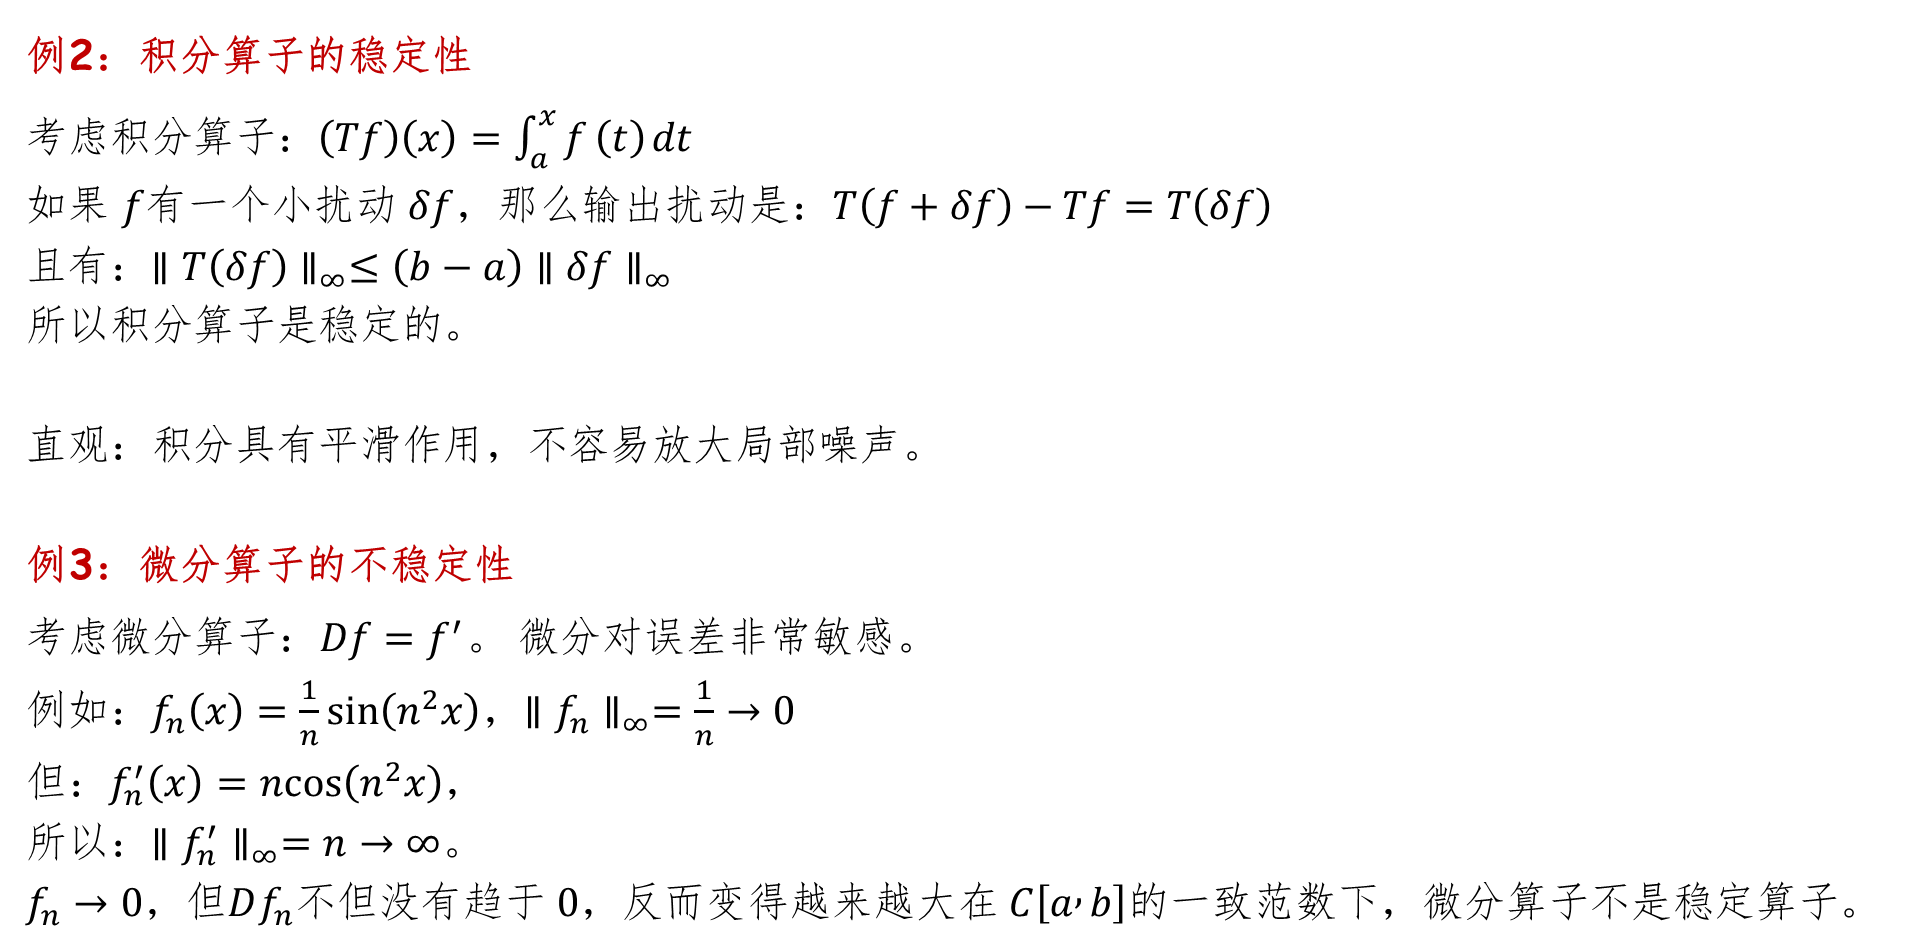 例2：积分算子的稳定性
考虑积分算子：(Tf)(x) = ∫ₐˣ f (t) dt
如果 f有一个小扰动 δf，那么输出扰动是：T(f + δf) − Tf = T(δf)
且有：∥ T(δf) ∥∞≤ (b − a) ∥ δf ∥∞
所以积分算子是稳定的。
直观：积分具有平滑作用，不容易放大局部噪声。
例3：微分算子的不稳定性
考虑微分算子：Df = f′。 微分对误差非常敏感。
例如：fₙ(x) = 1/n sin(n²x)，∥ fₙ ∥∞= 1/n → 0
但：fₙ′(x) = ncos(n²x)，
所以：∥ fₙ′ ∥∞= n → ∞。
fₙ → 0，但Dfₙ不但没有趋于 0，反而变得越来越大在 C[a, b]的一致范数下，微分算子不是稳定算子。